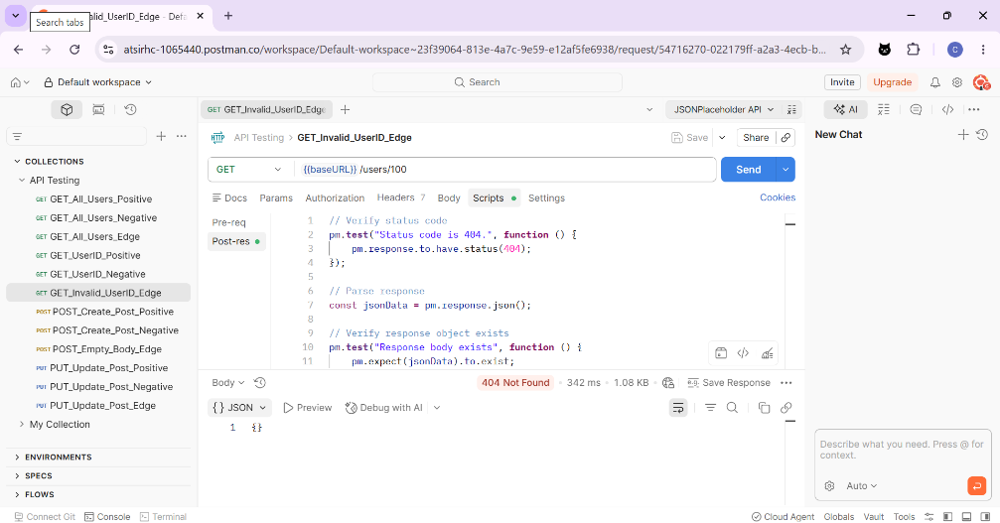 alid_UserID_Edge - Defa
Search tabs
atsirhc-1065440.postman.co/workspace/Default-workspace~23f39064-813e-4a7c-9e59-e12af5fe6938/request/54716270-022179ff-a2a3-4ecb-b...
C
Default workspace
Search
Invite
Upgrade
GET GET_Invalid_UserID_Edge
JSONPlaceholder API
AI
HTTP API Testing > GET_Invalid_UserID_Edge
Save
Share
New Chat
COLLECTIONS
API Testing
GET GET_All_Users_Positive
GET GET_All_Users_Negative
GET GET_All_Users_Edge
GET GET_UserID_Positive
GET GET_UserID_Negative
GET GET_Invalid_UserID_Edge
POST POST_Create_Post_Positive
POST POST_Create_Post_Negative
POST POST_Empty_Body_Edge
PUT PUT_Update_Post_Positive
PUT PUT_Update_Post_Negative
PUT PUT_Update_Post_Edge
My Collection
ENVIRONMENTS
SPECS
FLOWS
GET
{{baseURL}} /users/100
Send
Docs Params Authorization Headers 7 Body Scripts Settings
Cookies
Pre-req
Post-res
1 // Verify status code
2 pm.test("Status code is 404.", function () {
3 pm.response.to.have.status(404);
4 });
5
6 // Parse response
7 const jsonData = pm.response.json();
8
9 // Verify response object exists
10 pm.test("Response body exists", function () {
11 pm.expect(jsonData).to.exist;
Body
404 Not Found • 342 ms • 1.08 KB
Save Response
{} JSON
Preview
Debug with AI
1 {}
Describe what you need. Press @ for
context.
Auto
Connect Git
Console
Terminal
Cloud Agent
Globals
Vault
Tools